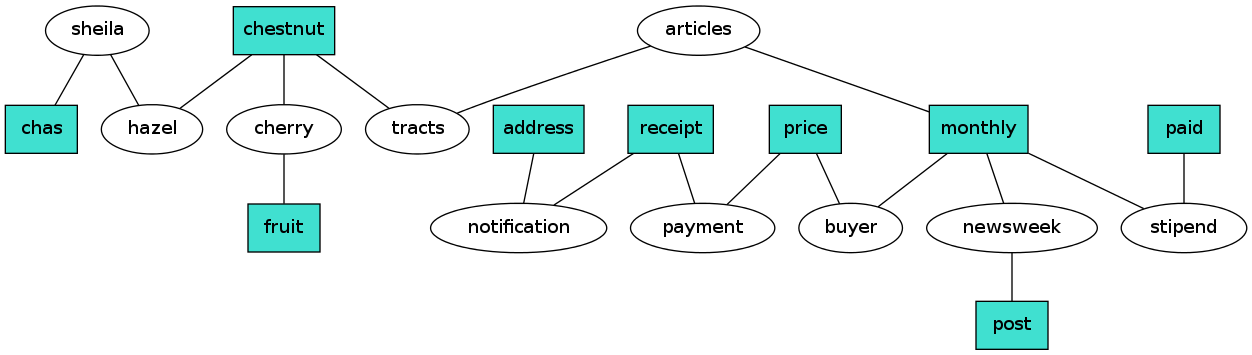 sheila
chestnut
articles
chas
hazel
cherry
tracts
address
receipt
price
monthly
paid
fruit
notification
payment
buyer
newsweek
stipend
post